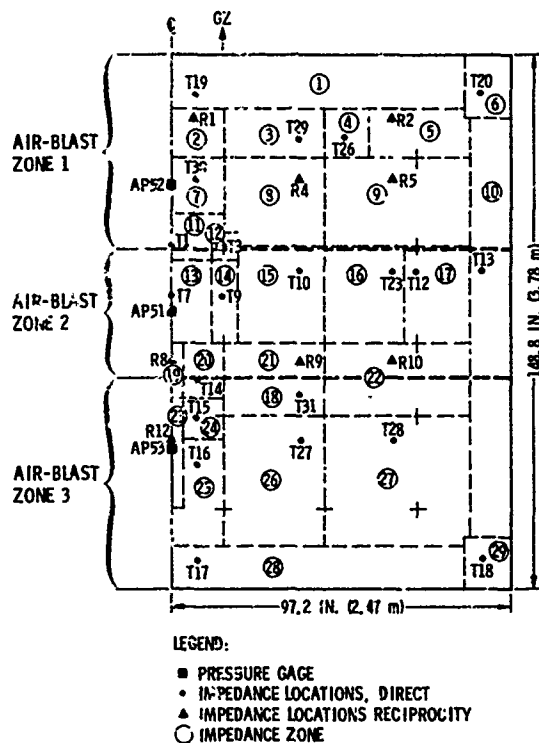 ₵ GZ
T19 ① T20
⑥
R1 ④ R2
② ③ T29 ⑤
T26
AIR-BLAST
ZONE 1
T3
AP52 ⑦ ⑧ R4 ⑨ R5 ⑩
⑪ ⑫
⑬ ⑭ ⑮ ⑯ ⑰ T13
T10 T23 T12
T7 T9
AIR-BLAST
ZONE 2
AP51
R8 ⑳ ㉑ R9 R10
⑲ ㉒
T14 ⑱
T31
㉓ T15
R12 ㉔
AP53 T27 T28
AIR-BLAST
ZONE 3
T16
㉕ ㉖ ㉗
㉙
T17 ㉘ T18
97.2 IN. (2.47 m)
148.8 IN. (3.78 m)
LEGEND:
■ PRESSURE GAGE
• IMPEDANCE LOCATIONS, DIRECT
▲ IMPEDANCE LOCATIONS RECIPROCITY
○ IMPEDANCE ZONE